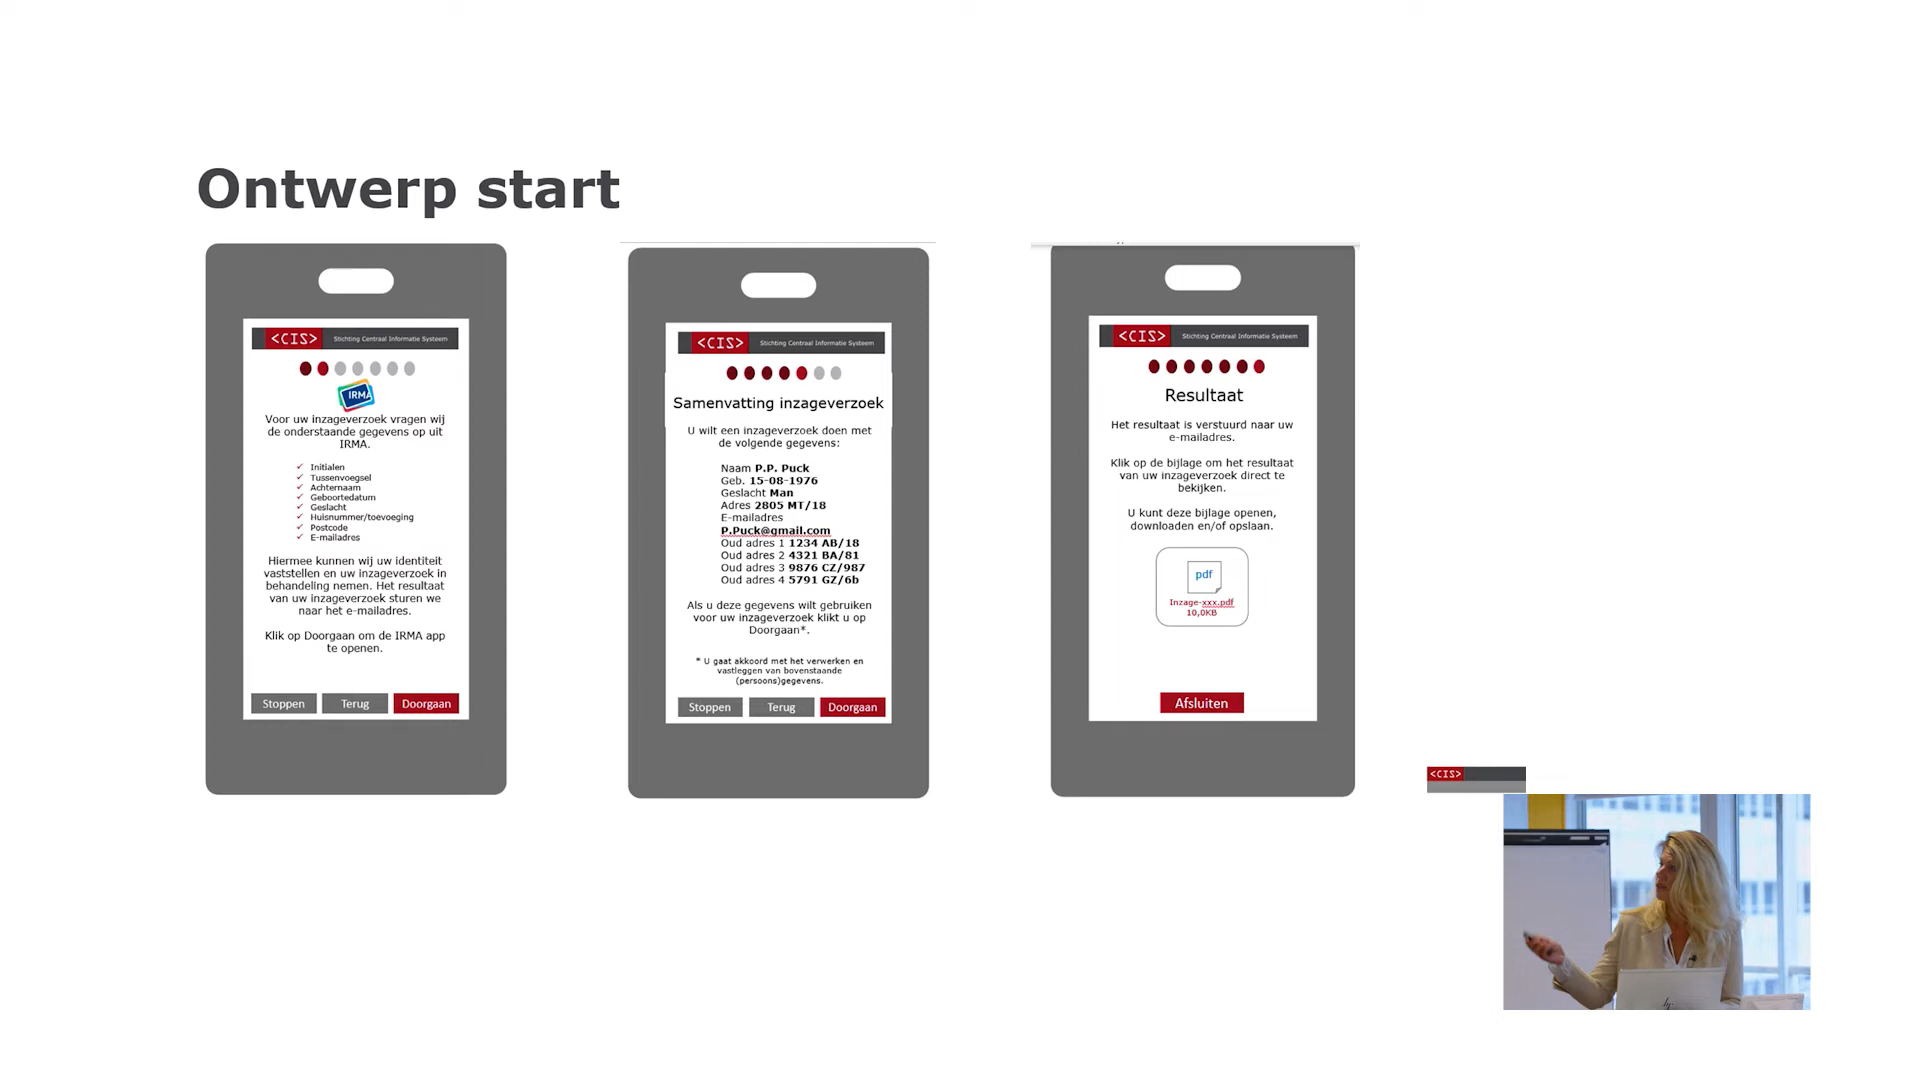 Ontwerp start
<CIS> Stichting Centraal Informatie Systeem
IRMA
Voor uw inzageverzoek vragen wij
de onderstaande gegevens op uit
IRMA.
✓ Initialen
✓ Tussenvoegsel
✓ Achternaam
✓ Geboortedatum
✓ Geslacht
✓ Huisnummer/toevoeging
✓ Postcode
✓ E-mailadres
Hiermee kunnen wij uw identiteit
vaststellen en uw inzageverzoek in
behandeling nemen. Het resultaat
van uw inzageverzoek sturen we
naar het e-mailadres.
Klik op Doorgaan om de IRMA app
te openen.
Stoppen Terug Doorgaan
<CIS> Stichting Centraal Informatie Systeem
Samenvatting inzageverzoek
U wilt een inzageverzoek doen met
de volgende gegevens:
Naam P.P. Puck
Geb. 15-08-1976
Geslacht Man
Adres 2805 MT/18
E-mailadres
P.Puck@gmail.com
Oud adres 1 1234 AB/18
Oud adres 2 4321 BA/81
Oud adres 3 9876 CZ/987
Oud adres 4 5791 GZ/6b
Als u deze gegevens wilt gebruiken
voor uw inzageverzoek klikt u op
Doorgaan*.
* U gaat akkoord met het verwerken en
vastleggen van bovenstaande
(persoons)gegevens.
Stoppen Terug Doorgaan
<CIS> Stichting Centraal Informatie Systeem
Resultaat
Het resultaat is verstuurd naar uw
e-mailadres.
Klik op de bijlage om het resultaat
van uw inzageverzoek direct te
bekijken.
U kunt deze bijlage openen,
downloaden en/of opslaan.
pdf
Inzage-xxx.pdf
10,0KB
Afsluiten
<CIS>
hp